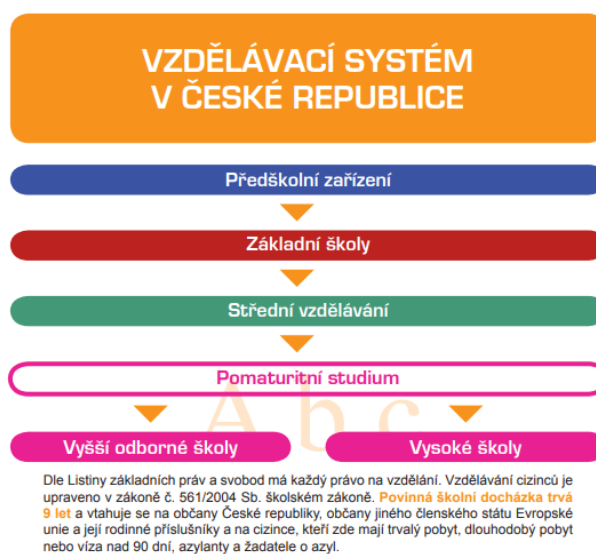 VZDĚLÁVACÍ SYSTÉM
V ČESKÉ REPUBLICE
Předškolní zařízení
Základní školy
Střední vzdělávání
Pomaturitní studium
A b c
Vyšší odborné školy
Vysoké školy
Dle Listiny základních práv a svobod má každý právo na vzdělání. Vzdělávání cizinců je
upraveno v zákoně č. 561/2004 Sb. školském zákoně. Povinná školní docházka trvá
9 let a vtahuje se na občany České republiky, občany jiného členského státu Evropské
unie a její rodinné příslušníky a na cizince, kteří zde mají trvalý pobyt, dlouhodobý pobyt
nebo víza nad 90 dní, azylanty a žadatele o azyl.